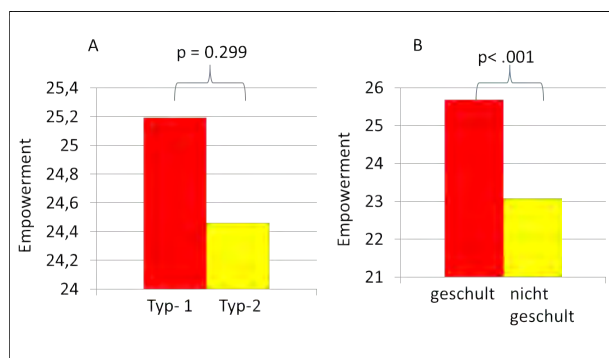 A
p = 0.299
Empowerment
25,4
25,2
25
24,8
24,6
24,4
24,2
24
Typ- 1
Typ-2
B
p< .001
Empowerment
26
25
23
22
21
geschult
nicht
geschult